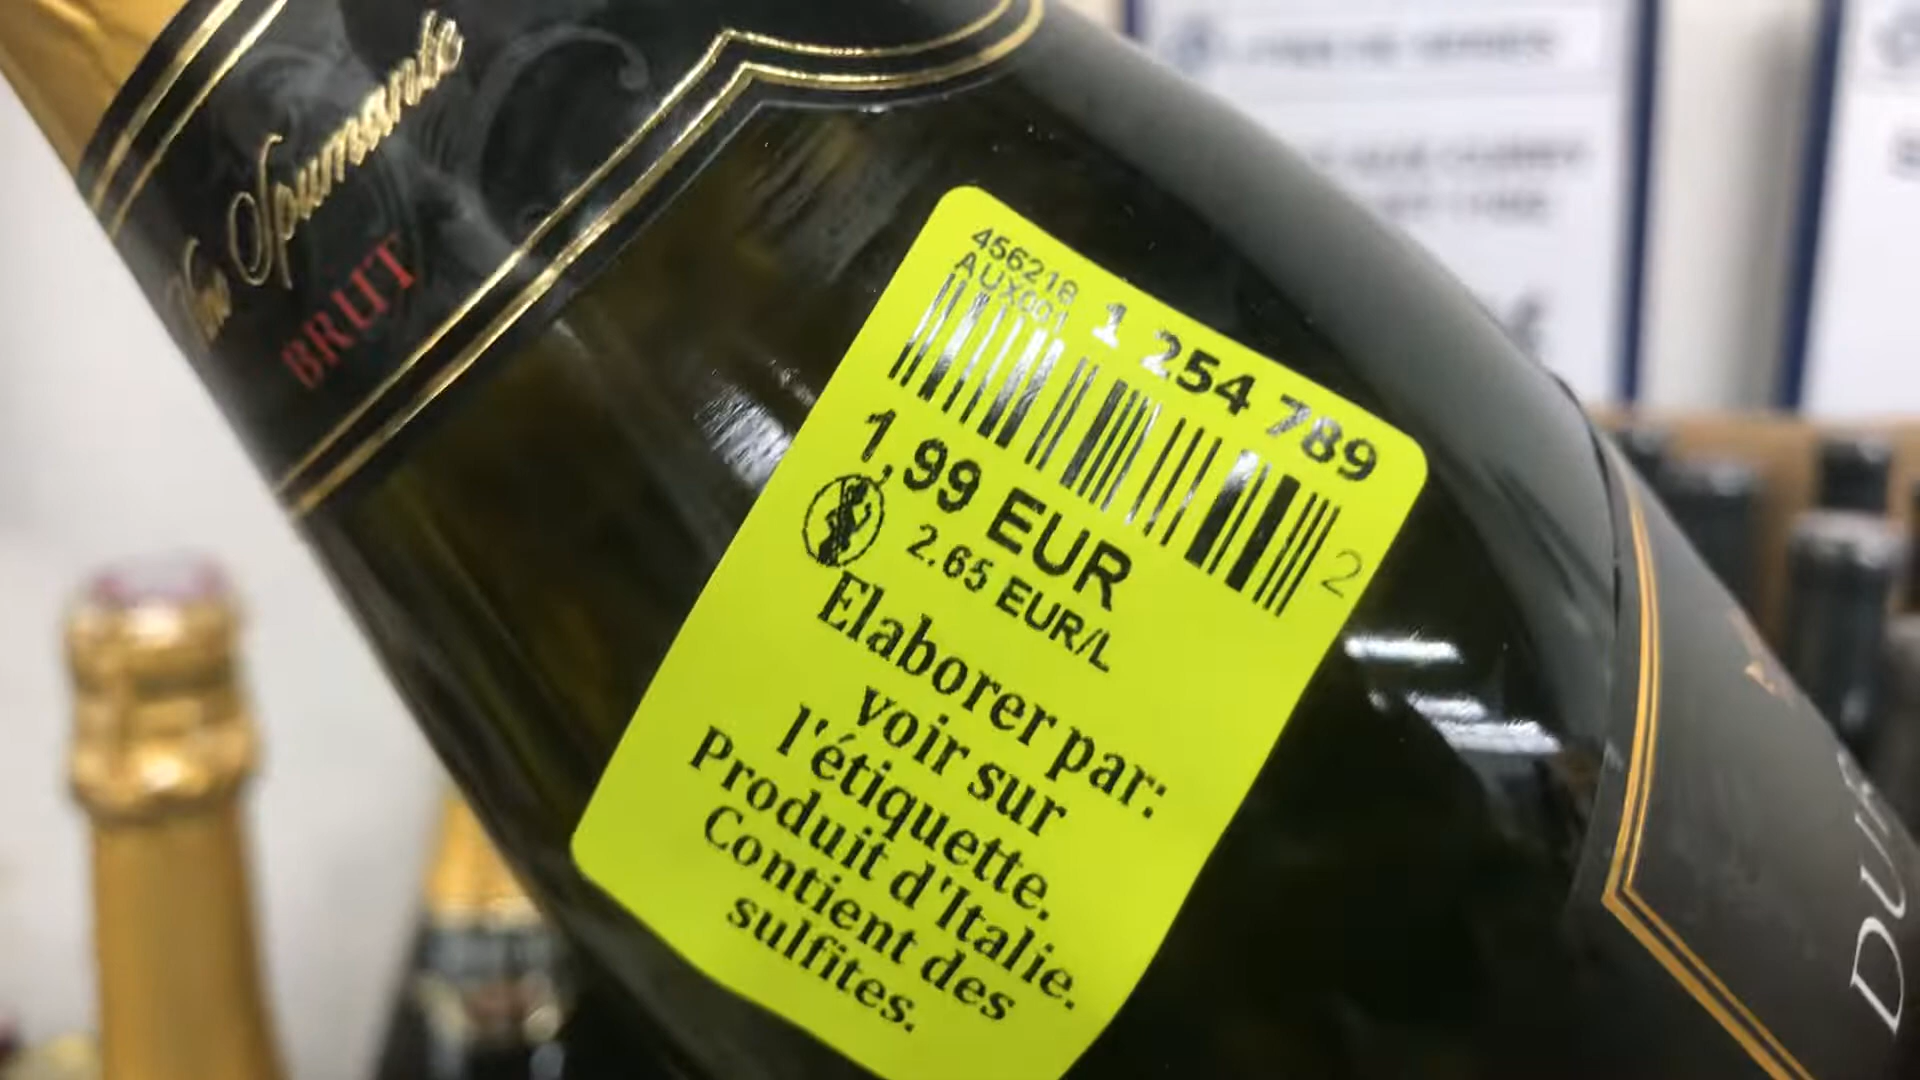 Vino Spumante
BRUT
456218
AUX001
1 254 789
2
1,99 EUR
2.65 EUR/L
Elaborer par:
voir sur
l'étiquette.
Produit d'Italie.
Contient des
sulfites.